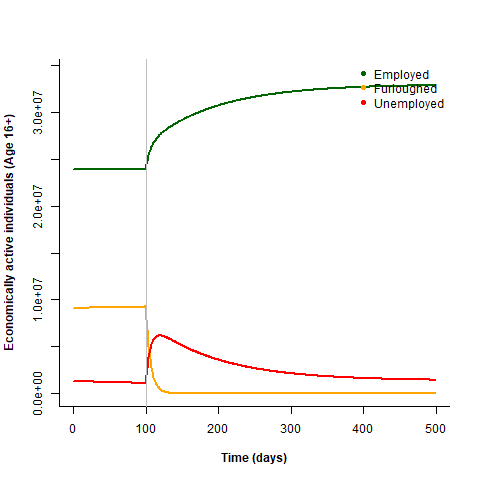 Employed
Furloughed
Unemployed
Economically active individuals (Age 16+)
3.0e+07
2.0e+07
1.0e+07
0.0e+00
0 100 200 300 400 500
Time (days)